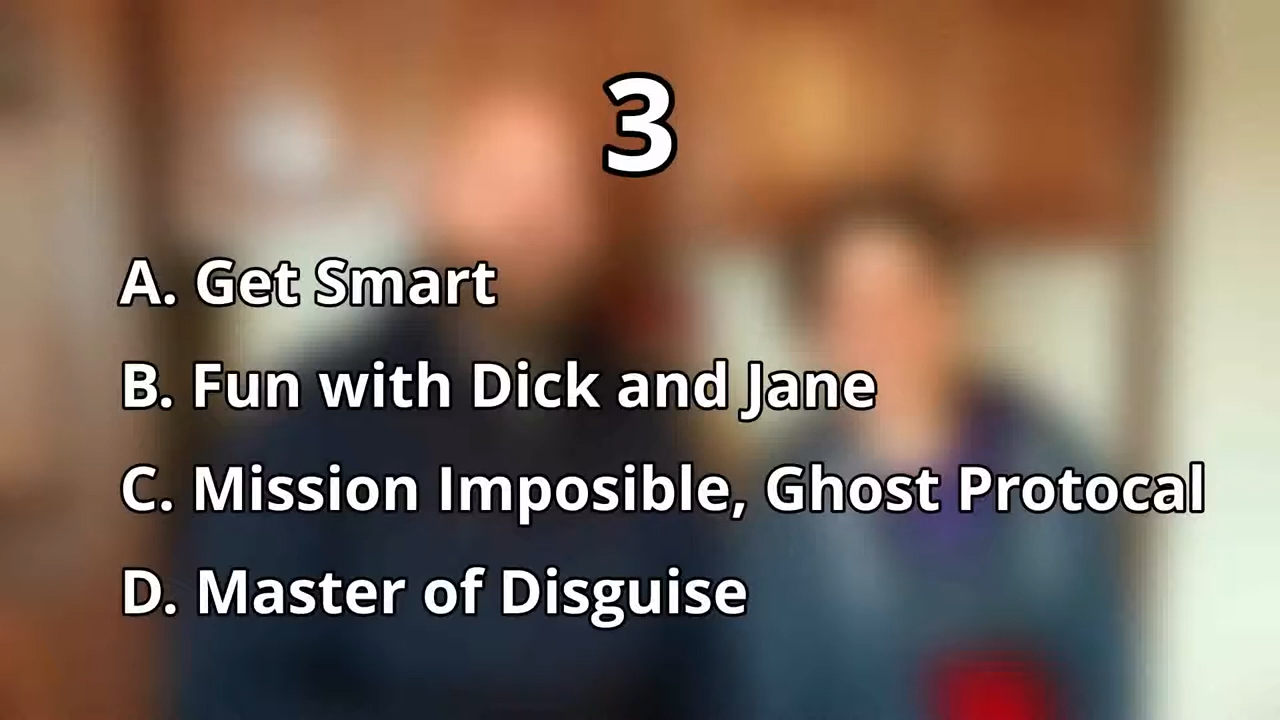 3
A. Get Smart
B. Fun with Dick and Jane
C. Mission Imposible, Ghost Protocal
D. Master of Disguise